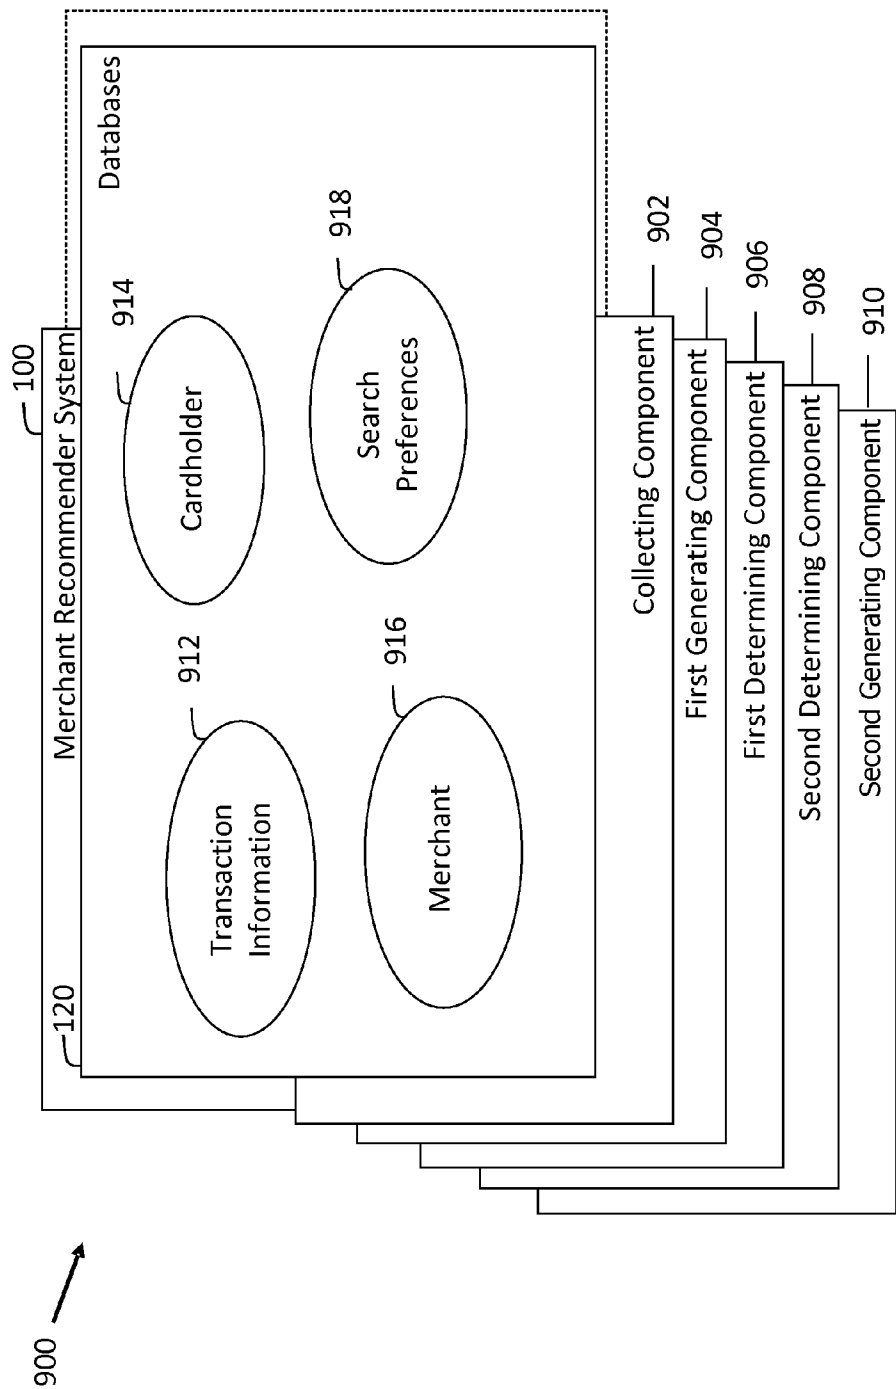 900
100
Merchant Recommender System
120
Databases
912
Transaction
Information
914
Cardholder
916
Merchant
918
Search
Preferences
Collecting Component
902
First Generating Component
904
First Determining Component
906
Second Determining Component
908
Second Generating Component
910